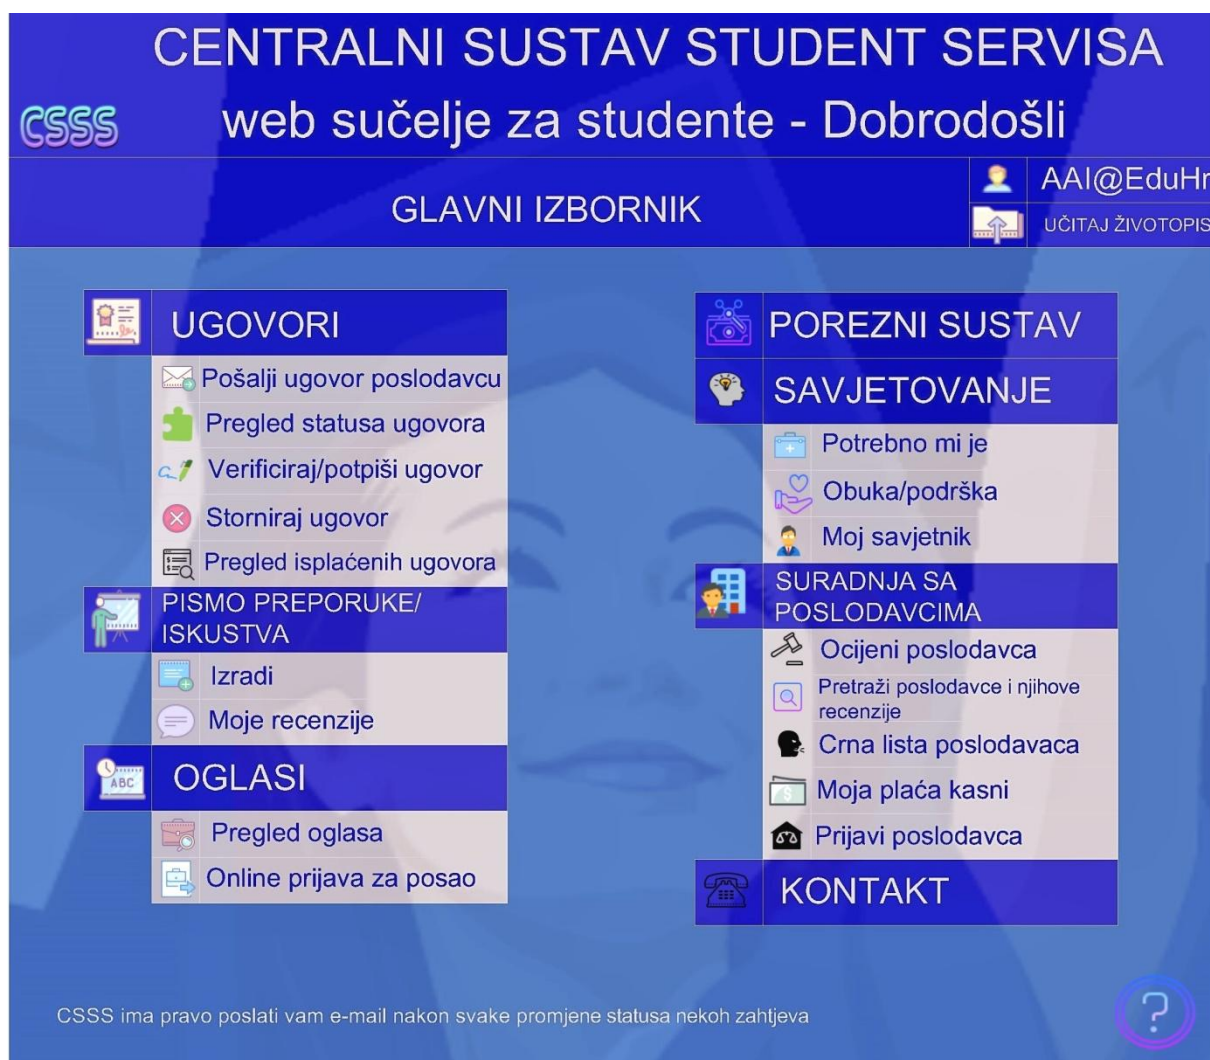 CENTRALNI SUSTAV STUDENT SERVISA
CSSS
web sučelje za studente - Dobrodošli
GLAVNI IZBORNIK
AAI@EduHr
UČITAJ ŽIVOTOPIS
UGOVORI
Pošalji ugovor poslodavcu
Pregled statusa ugovora
Verificiraj/potpiši ugovor
Storniraj ugovor
Pregled isplaćenih ugovora
PISMO PREPORUKE/
ISKUSTVA
Izradi
Moje recenzije
ABC
OGLASI
Pregled oglasa
Online prijava za posao
POREZNI SUSTAV
SAVJETOVANJE
Potrebno mi je
Obuka/podrška
Moj savjetnik
SURADNJA SA
POSLODAVCIMA
Ocijeni poslodavca
Pretraži poslodavce i njihove
recenzije
Crna lista poslodavaca
Moja plaća kasni
Prijavi poslodavca
KONTAKT
CSSS ima pravo poslati vam e-mail nakon svake promjene statusa nekoh zahtjeva
?